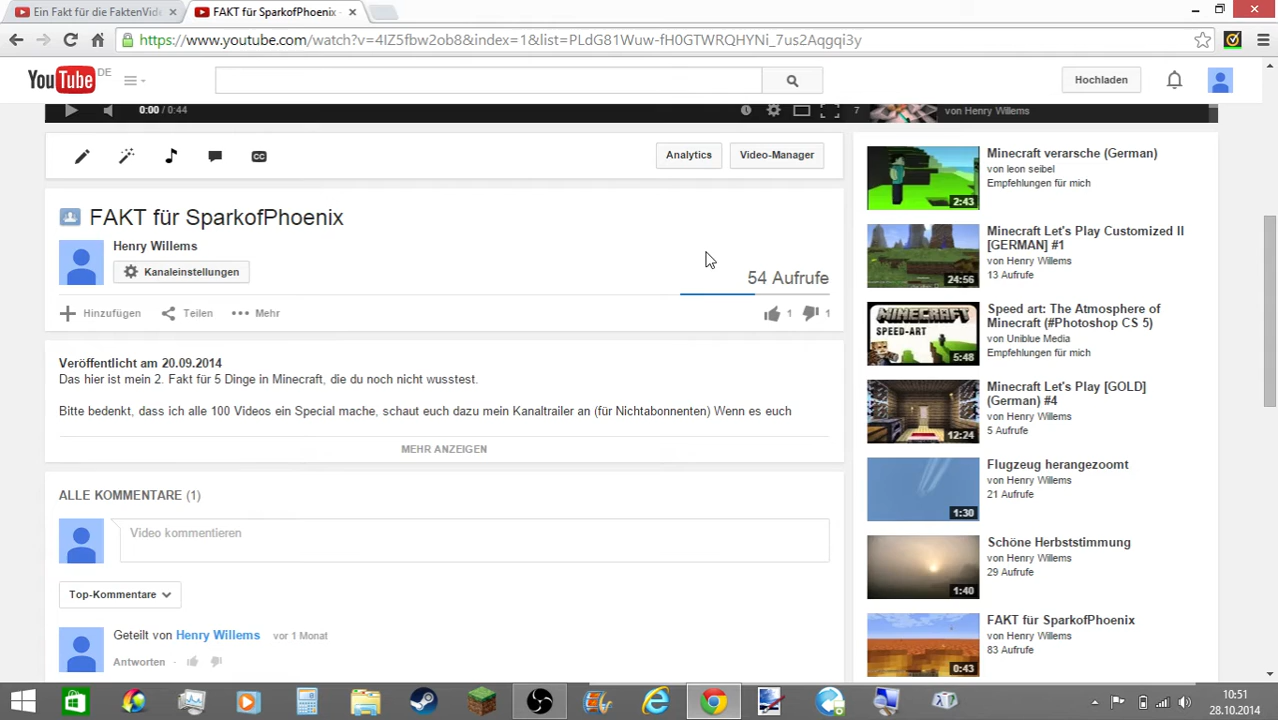 Ein Fakt für die FaktenVid
FAKT für SparkofPhoenix -
https://www.youtube.com/watch?v=4IZ5fbw2ob8&index=1&list=PLdG81Wuw-fH0GTWRQHYNi_7us2Aqgqi3y
YouTube DE
Hochladen
0:00 / 0:44
7 von Henry Willems
CC
Analytics
Video-Manager
FAKT für SparkofPhoenix
Henry Willems
Kanaleinstellungen
54 Aufrufe
Hinzufügen Teilen Mehr
1 1
Veröffentlicht am 20.09.2014
Das hier ist mein 2. Fakt für 5 Dinge in Minecraft, die du noch nicht wusstest.
Bitte bedenkt, dass ich alle 100 Videos ein Special mache, schaut euch dazu mein Kanaltrailer an (für Nichtabonnenten) Wenn es euch
MEHR ANZEIGEN
ALLE KOMMENTARE (1)
Video kommentieren
Top-Kommentare
Geteilt von Henry Willems vor 1 Monat
Antworten -
Minecraft verarsche (German)
von leon seibel
Empfehlungen für mich
2:43
Minecraft Let's Play Customized II
[GERMAN] #1
von Henry Willems
13 Aufrufe
24:56
Speed art: The Atmosphere of
Minecraft (#Photoshop CS 5)
von Uniblue Media
Empfehlungen für mich
MINECRAFT
SPEED-ART
5:48
Minecraft Let's Play [GOLD]
(German) #4
von Henry Willems
5 Aufrufe
12:24
Flugzeug herangezoomt
von Henry Willems
21 Aufrufe
1:30
Schöne Herbststimmung
von Henry Willems
29 Aufrufe
1:40
FAKT für SparkofPhoenix
von Henry Willems
83 Aufrufe
0:43
10:51
28.10.2014